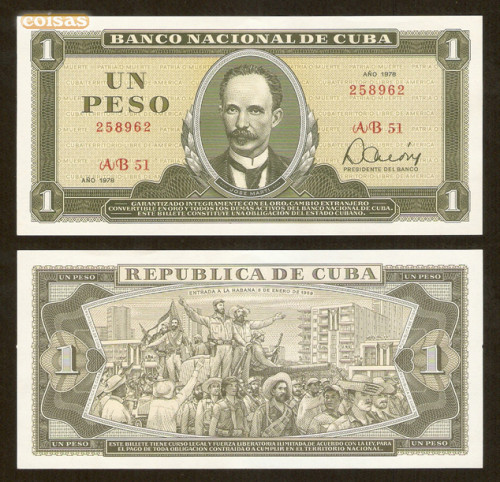 coisas
BANCO NACIONAL DE CUBA
1
1
UN
PESO
AÑO 1978
258962
258962
A/B 51
A/B 51
AÑO 1978
PRESIDENTE DEL BANCO
JOSE MARTI
1
1
GARANTIZADO INTEGRAMENTE CON EL ORO, CAMBIO EXTRANJERO
CONVERTIBLE EN ORO Y TODOS LOS DEMAS ACTIVOS DEL BANCO NACIONAL DE CUBA.
ESTE BILLETE CONSTITUYE UNA OBLIGACION DEL ESTADO CUBANO.
REPUBLICA DE CUBA
UN PESO
UN PESO
ENTRADA A LA HABANA 8 DE ENERO DE 1959
1
1
UN PESO
UN PESO
ESTE BILLETE TIENE CURSO LEGAL Y FUERZA LIBERATORIA ILIMITADA, DE ACUERDO CON LA LEY, PARA
EL PAGO DE TODA OBLIGACION CONTRAIDA O A CUMPLIR EN EL TERRITORIO NACIONAL.